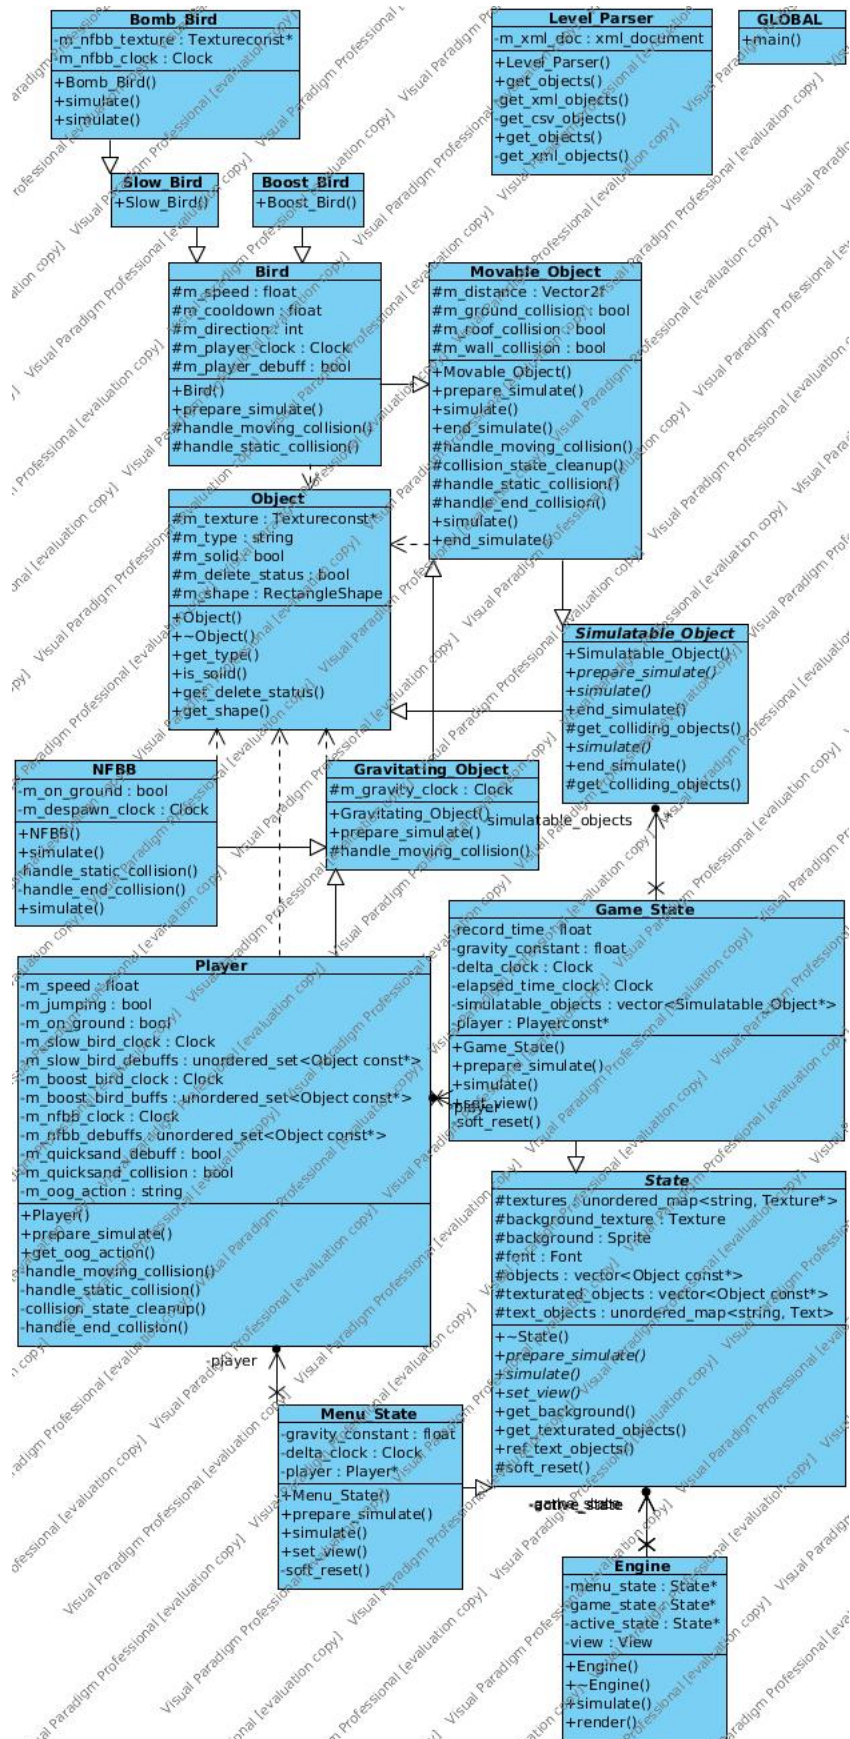 Bomb_Bird
-m_nfbb_texture : Textureconst*
-m_nfbb_clock : Clock
+Bomb_Bird()
+simulate()
+simulate()
Level_Parser
-m_xml_doc : xml_document
+Level_Parser()
+get_objects()
-get_xml_objects()
-get_csv_objects()
+get_objects()
-get_xml_objects()
GLOBAL
+main()
Slow_Bird
+Slow_Bird()
Boost_Bird
+Boost_Bird()
Bird
#m_speed : float
#m_cooldown : float
#m_direction : int
#m_player_clock : Clock
#m_player_debuff : bool
+Bird()
+prepare_simulate()
#handle_moving_collision()
#handle_static_collision()
Movable_Object
#m_distance : Vector2f
#m_ground_collision : bool
#m_roof_collision : bool
#m_wall_collision : bool
+Movable_Object()
+prepare_simulate()
+simulate()
+end_simulate()
#handle_moving_collision()
#collision_state_cleanup()
#handle_static_collision()
#handle_end_collision()
+simulate()
+end_simulate()
Object
#m_texture : Textureconst*
#m_type : string
#m_solid : bool
#m_delete_status : bool
#m_shape : RectangleShape
+Object()
+~Object()
+get_type()
+is_solid()
+get_delete_status()
+get_shape()
Simulatable_Object
+Simulatable_Object()
+prepare_simulate()
+simulate()
+end_simulate()
#get_colliding_objects()
+simulate()
+end_simulate()
#get_colliding_objects()
NFBB
-m_on_ground : bool
-m_despawn_clock : Clock
+NFBB()
+simulate()
-handle_static_collision()
-handle_end_collision()
+simulate()
Gravitating_Object
#m_gravity_clock : Clock
+Gravitating_Object()
+prepare_simulate()
#handle_moving_collision()
-simulatable_objects
*
Game_State
-record_time : float
-gravity_constant : float
-delta_clock : Clock
-elapsed_time_clock : Clock
-simulatable_objects : vector<Simulatable_Object*>
-player : Playerconst*
+Game_State()
+prepare_simulate()
+simulate()
+set_view()
-soft_reset()
-player
Player
-m_speed : float
-m_jumping : bool
-m_on_ground : bool
-m_slow_bird_clock : Clock
-m_slow_bird_debuffs : unordered_set<Object const*>
-m_boost_bird_clock : Clock
-m_boost_bird_buffs : unordered_set<Object const*>
-m_nfbb_clock : Clock
-m_nfbb_debuffs : unordered_set<Object const*>
-m_quicksand_debuff : bool
-m_quicksand_collision : bool
-m_oog_action : string
+Player()
+prepare_simulate()
+get_oog_action()
-handle_moving_collision()
-handle_static_collision()
-collision_state_cleanup()
-handle_end_collision()
State
#textures : unordered_map<string, Texture*>
#background_texture : Texture
#background : Sprite
#font : Font
#objects : vector<Object const*>
#texturated_objects : vector<Object const*>
#text_objects : unordered_map<string, Text>
+~State()
+prepare_simulate()
+simulate()
+set_view()
+get_background()
+get_texturated_objects()
+ref_text_objects()
#soft_reset()
-player
Menu_State
-gravity_constant : float
-delta_clock : Clock
-player : Player*
+Menu_State()
+prepare_simulate()
+simulate()
+set_view()
-soft_reset()
-active_state
Engine
-menu_state : State*
-game_state : State*
-active_state : State*
-view : View
+Engine()
+~Engine()
+simulate()
+render()
Visual Paradigm Professional [evaluation copy]